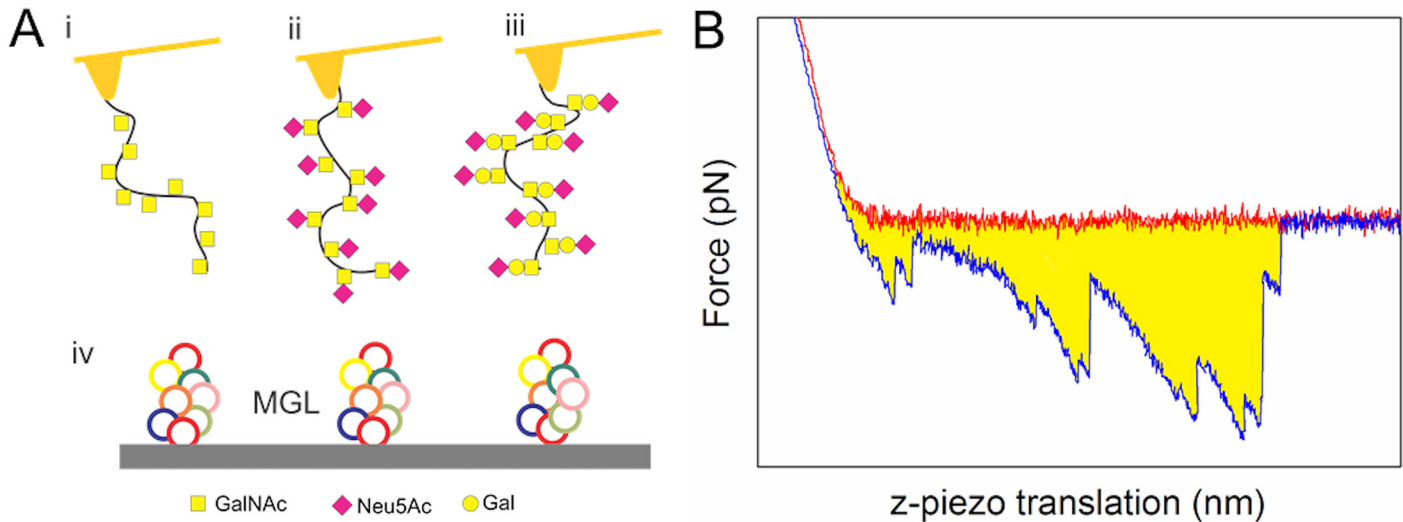 A
i
ii
iii
iv
MGL
GalNAc
Neu5Ac
Gal
B
Force (pN)
z-piezo translation (nm)